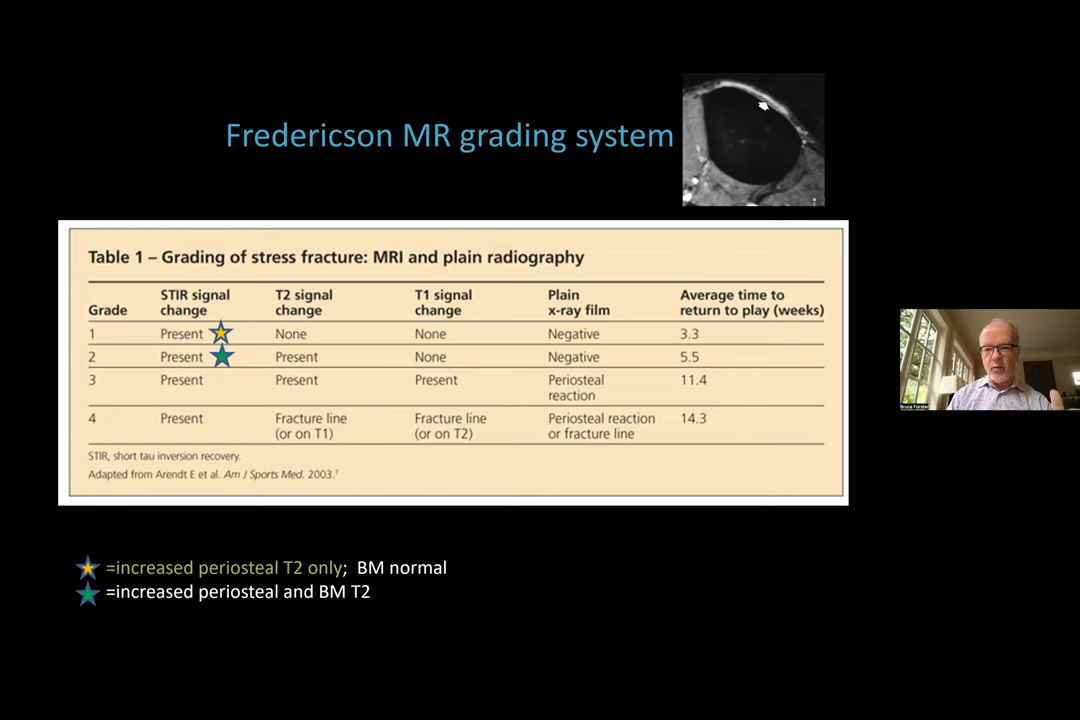 Fredericson MR grading system
Table 1 – Grading of stress fracture: MRI and plain radiography
Grade STIR signal change T2 signal change T1 signal change Plain x-ray film Average time to return to play (weeks)
1 Present None None Negative 3.3
2 Present Present None Negative 5.5
3 Present Present Present Periosteal reaction 11.4
4 Present Fracture line (or on T1) Fracture line (or on T2) Periosteal reaction or fracture line 14.3
STIR, short tau inversion recovery.
Adapted from Arendt E et al. Am J Sports Med. 2003.7
=increased periosteal T2 only; BM normal
=increased periosteal and BM T2
Bruce Forster